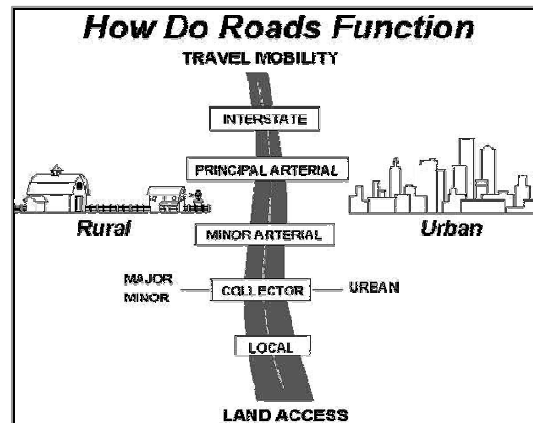 How Do Roads Function
TRAVEL MOBILITY
INTERSTATE
PRINCIPAL ARTERIAL
Rural
Urban
MINOR ARTERIAL
MAJOR
MINOR
COLLECTOR
URBAN
LOCAL
LAND ACCESS